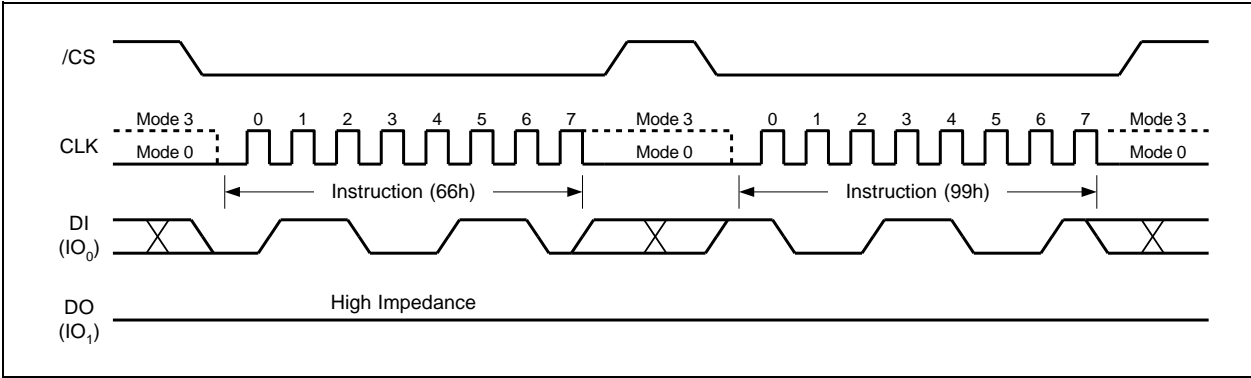 /CS
Mode 3 0 1 2 3 4 5 6 7 Mode 3 0 1 2 3 4 5 6 7 Mode 3
CLK
Mode 0 Mode 0 Mode 0
Instruction (66h) Instruction (99h)
DI
(IO0)
High Impedance
DO
(IO1)